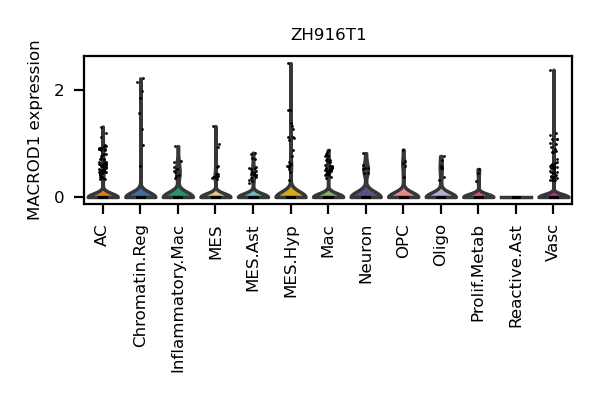 ZH916T1
MACROD1 expression
2
0
AC
Chromatin.Reg
Inflammatory.Mac
MES
MES.Ast
MES.Hyp
Mac
Neuron
OPC
Oligo
Prolif.Metab
Reactive.Ast
Vasc